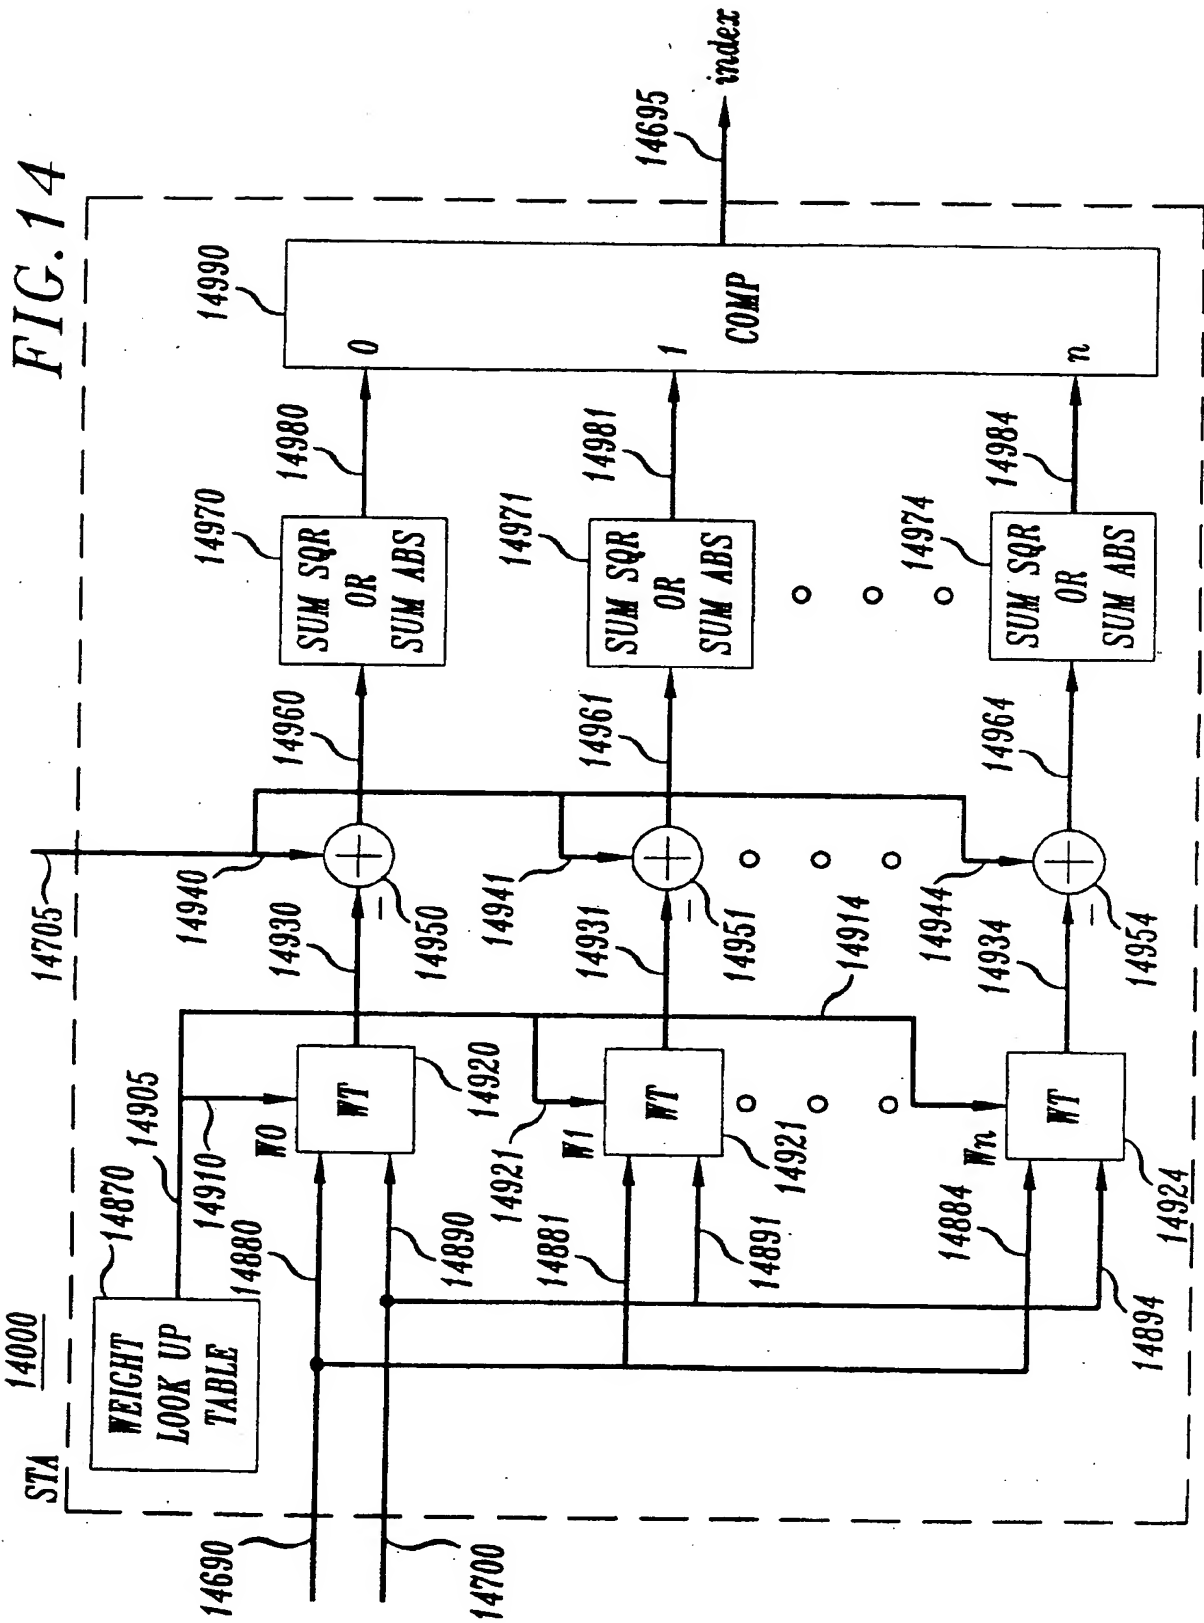 FIG.14
STA
14000
WEIGHT
LOOK UP
TABLE
14870
14905
14910
14705
14690
14700
14880
14890
W0
WT
14920
14930
14940
14950
14960
SUM SQR
OR
SUM ABS
14970
14980
14990
0
14881
14891
14921
W1
WT
14921
14931
14941
14951
14961
SUM SQR
OR
SUM ABS
14971
14981
1
COMP
14695
index
14914
14884
14894
Wn
WT
14924
14934
14944
14954
14964
SUM SQR
OR
SUM ABS
14974
14984
n